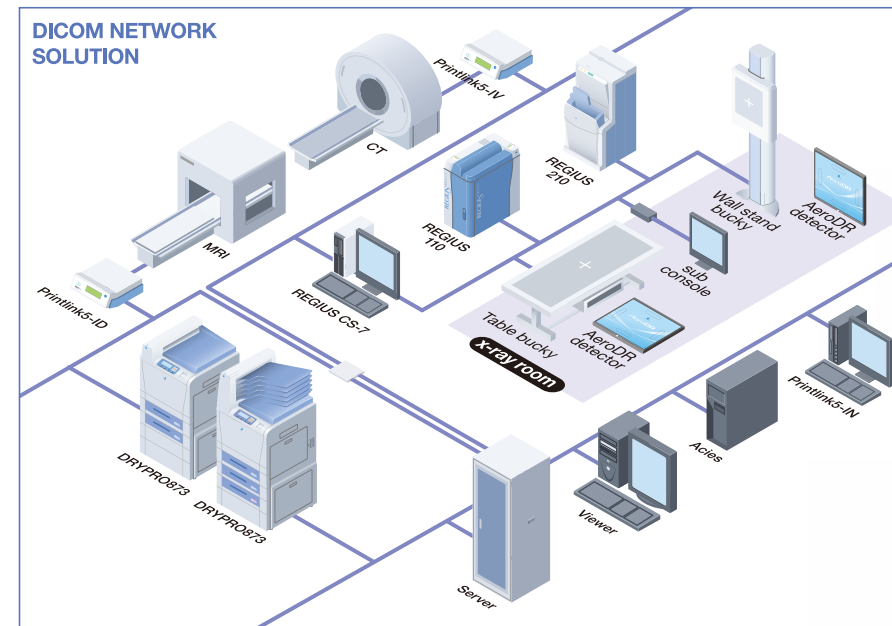 DICOM NETWORK
SOLUTION
Printlink5-IV
CT
REGIUS
210
MRI
REGIUS
110
Wall stand
bucky
AeroDR
detector
sub
console
Printlink5-ID
REGIUS CS-7
Table bucky
AeroDR
detector
x-ray room
Printlink5-IN
Acies
DRYPRO873
DRYPRO873
Viewer
Server